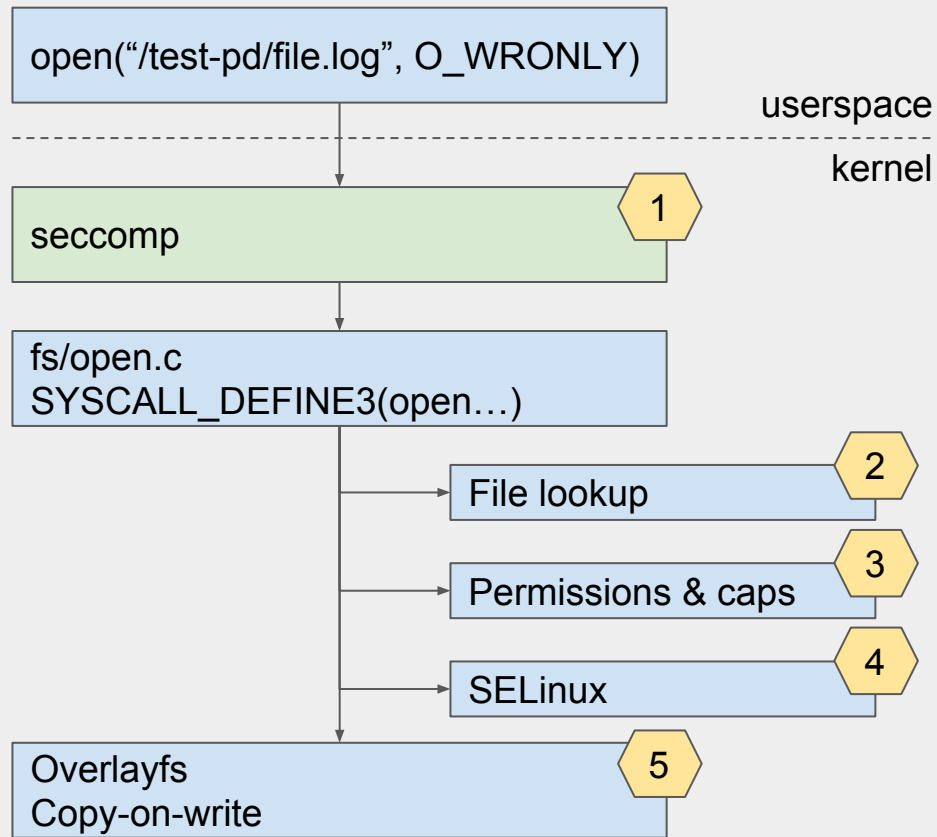 open(“/test-pd/file.log”, O_WRONLY)
userspace
kernel
1
seccomp
fs/open.c
SYSCALL_DEFINE3(open…)
2
File lookup
3
Permissions & caps
4
SELinux
5
Overlayfs
Copy-on-write